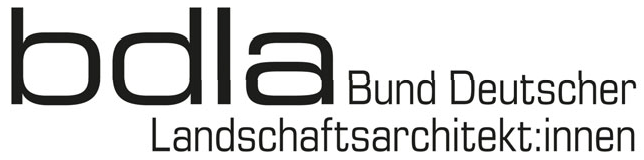 bdla Bund Deutscher
Landschaftsarchitekt:innen